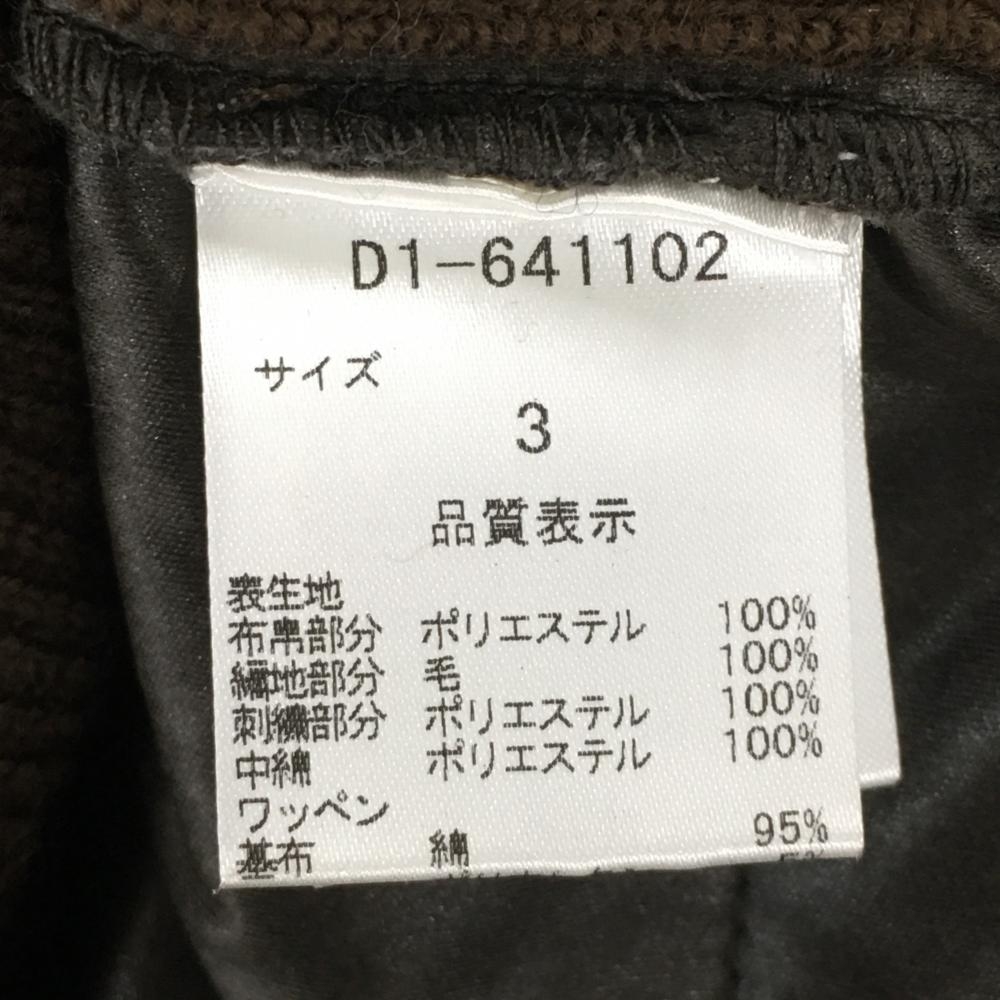 D1-641102
サイズ
3
品質表示
表生地
布帛部分 ポリエステル 100%
編地部分 毛 100%
刺繍部分 ポリエステル 100%
中綿 ポリエステル 100%
ワッペン
基布 綿 95%